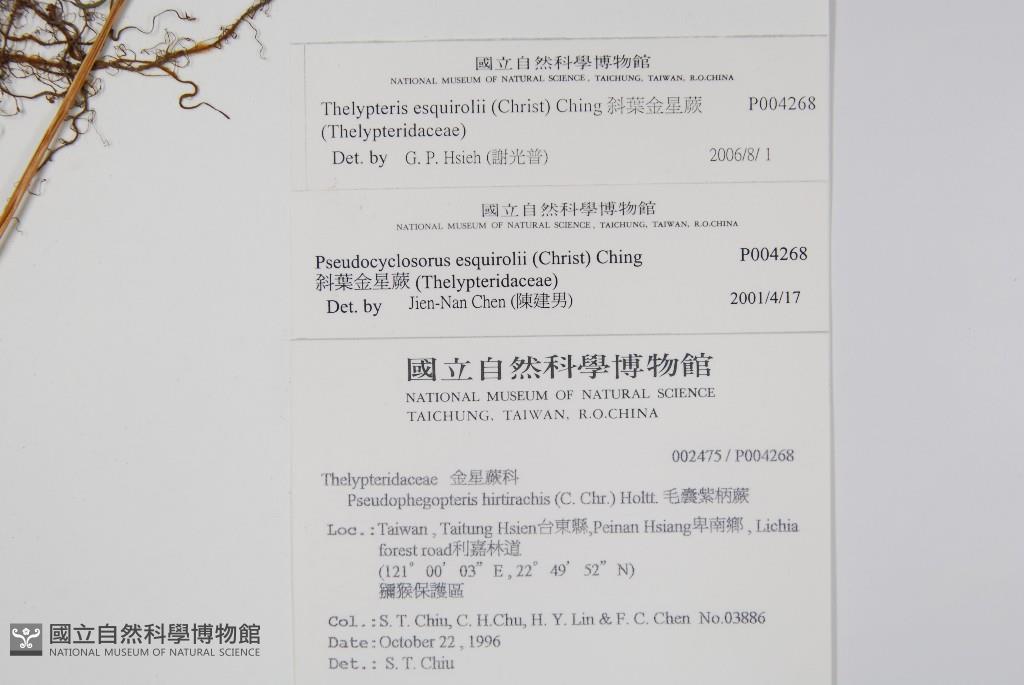 國立自然科學博物館
NATIONAL MUSEUM OF NATURAL SCIENCE, TAICHUNG, TAIWAN, R.O.CHINA
Thelypteris esquirolii (Christ) Ching 斜葉金星蕨 P004268
(Thelypteridaceae)
Det. by G. P. Hsieh (謝光普) 2006/8/ 1
國立自然科學博物館
NATIONAL MUSEUM OF NATURAL SCIENCE, TAICHUNG, TAIWAN, R.O.CHINA
Pseudocyclosorus esquirolii (Christ) Ching P004268
斜葉金星蕨 (Thelypteridaceae)
Det. by Jien-Nan Chen (陳建男) 2001/4/17
國立自然科學博物館
NATIONAL MUSEUM OF NATURAL SCIENCE
TAICHUNG, TAIWAN, R.O.CHINA
002475 / P004268
Thelypteridaceae 金星蕨科
Pseudophegopteris hirtirachis (C. Chr.) Holtt. 毛囊紫柄蕨
Loc.:Taiwan , Taitung Hsien台東縣,Peinan Hsiang卑南鄉 , Lichia
forest road利嘉林道
(121° 00′ 03″ E , 22° 49′ 52″ N)
獼猴保護區
Col.:S. T. Chiu, C. H.Chu, H. Y. Lin & F. C. Chen No.03886
Date:October 22 , 1996
Det.: S. T. Chiu
國立自然科學博物館
NATIONAL MUSEUM OF NATURAL SCIENCE